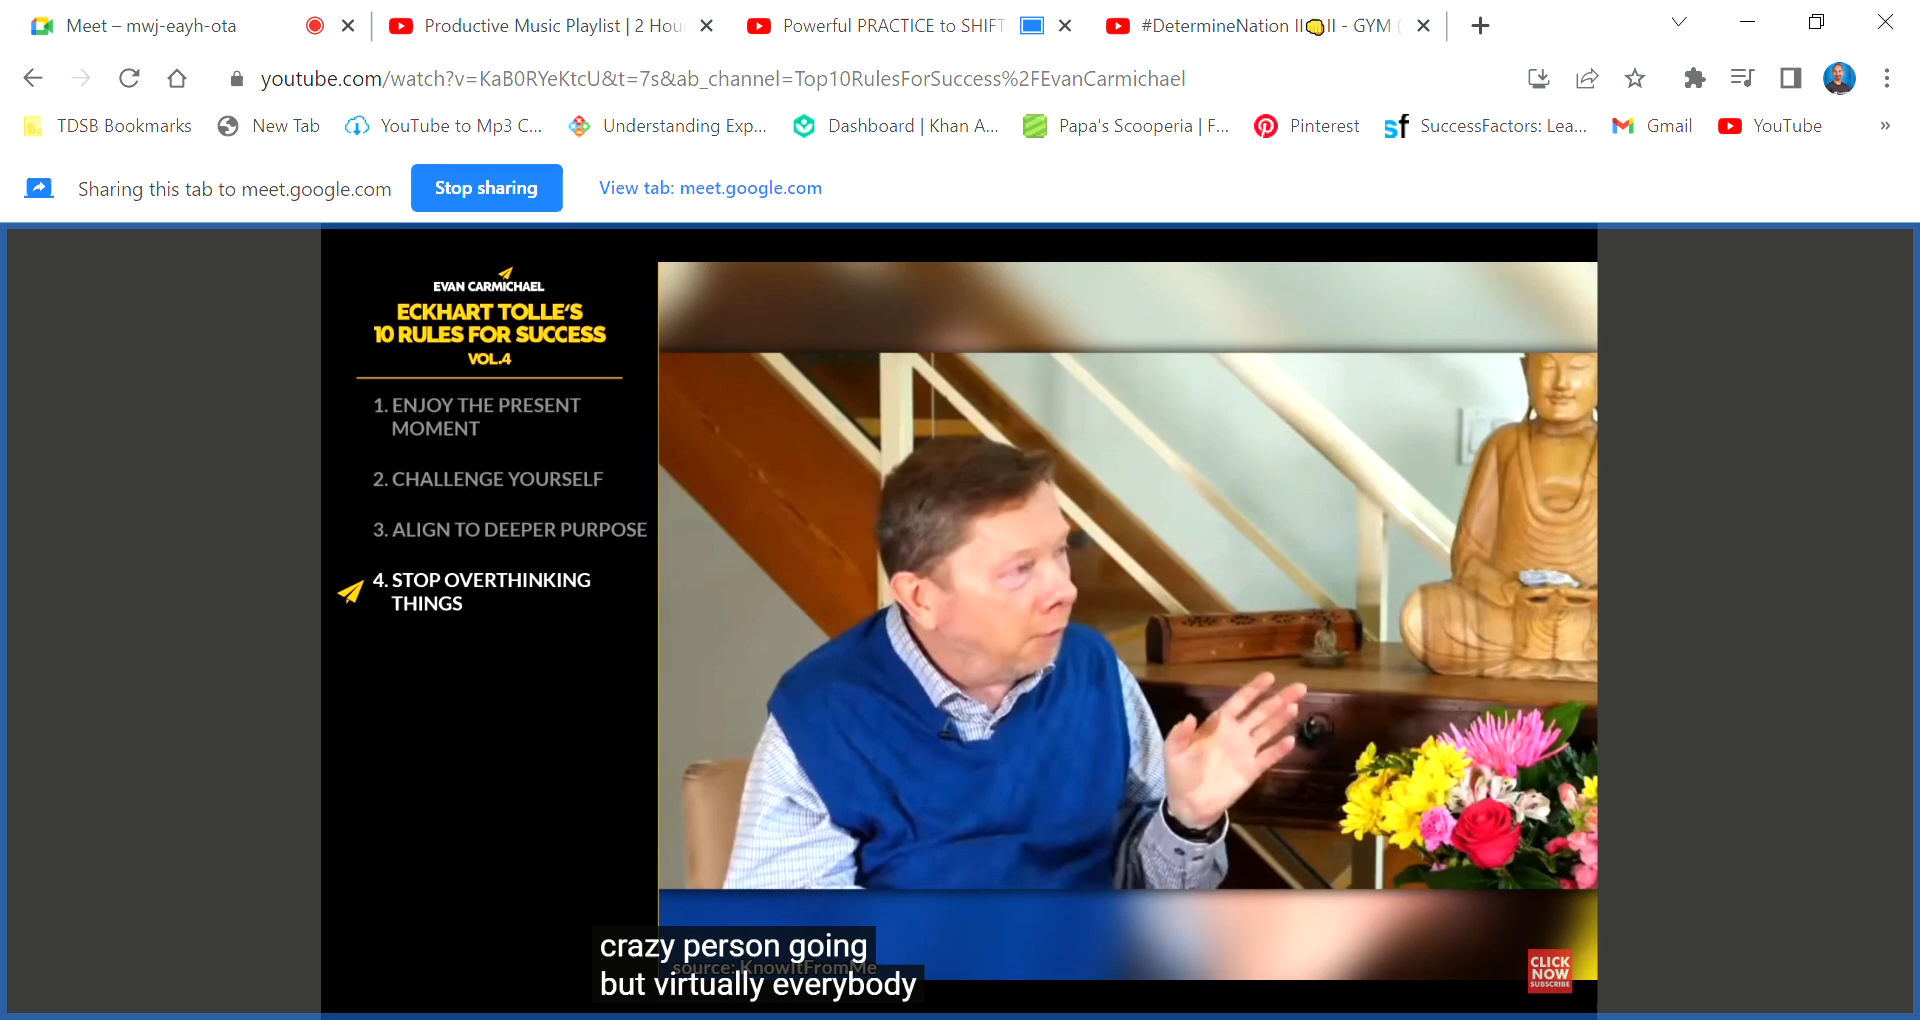 Meet – mwj-eayh-ota
Productive Music Playlist | 2 Hou
Powerful PRACTICE to SHIFT
#DetermineNation II👊II - GYM (
youtube.com/watch?v=KaB0RYeKtcU&t=7s&ab_channel=Top10RulesForSuccess%2FEvanCarmichael
TDSB Bookmarks
New Tab
YouTube to Mp3 C...
Understanding Exp...
Dashboard | Khan A...
Papa's Scooperia | F...
Pinterest
SuccessFactors: Lea...
Gmail
YouTube
»
Sharing this tab to meet.google.com
Stop sharing
View tab: meet.google.com
EVAN CARMICHAEL
ECKHART TOLLE'S
10 RULES FOR SUCCESS
VOL.4
1. ENJOY THE PRESENT
MOMENT
2. CHALLENGE YOURSELF
3. ALIGN TO DEEPER PURPOSE
4. STOP OVERTHINKING
THINGS
crazy person going
source: KnowItFromMe
but virtually everybody
CLICK
NOW
SUBSCRIBE